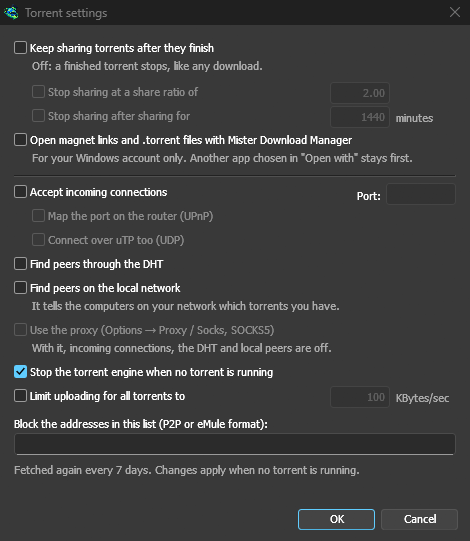 Torrent settings
Keep sharing torrents after they finish
Off: a finished torrent stops, like any download.
Stop sharing at a share ratio of 2.00
Stop sharing after sharing for 1440 minutes
Open magnet links and .torrent files with Mister Download Manager
For your Windows account only. Another app chosen in "Open with" stays first.
Accept incoming connections Port:
Map the port on the router (UPnP)
Connect over uTP too (UDP)
Find peers through the DHT
Find peers on the local network
It tells the computers on your network which torrents you have.
Use the proxy (Options → Proxy / Socks, SOCKS5)
With it, incoming connections, the DHT and local peers are off.
Stop the torrent engine when no torrent is running
Limit uploading for all torrents to 100 KBytes/sec
Block the addresses in this list (P2P or eMule format):
Fetched again every 7 days. Changes apply when no torrent is running.
OK Cancel